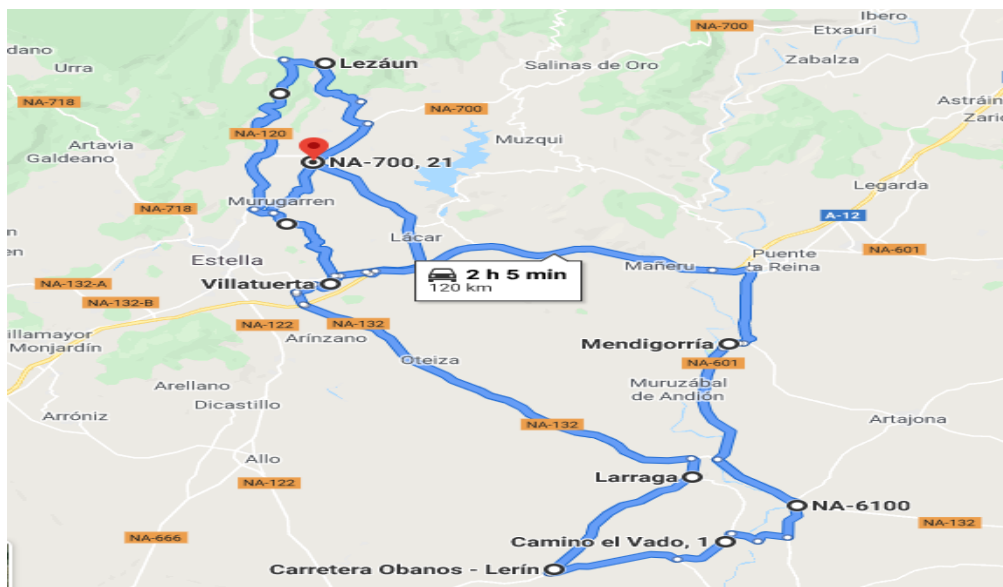 Ibero
NA-700
Etxauri
dano
Lezáun
Salinas de Oro
Zabalza
Urra
NA-718
Astráin
NA-700
Zari
NA-120
Muzqui
Artavia
Galdeano
NA-700, 21
Legarda
Murugarren
NA-718
A-12
Lácar
Puente
la Reina
NA-601
en
Estella
Mañeru
2 h 5 min
120 km
NA-132-A
Villatuerta
NA-132-B
NA-122
NA-132
illamayor
Monjardín
Arínzano
Mendigorría
Oteiza
NA-601
Muruzábal
de Andión
Arellano
Dicastillo
Arróniz
Artajona
NA-132
Allo
Larraga
NA-122
NA-6100
NA-132
NA-666
Camino el Vado, 1
Carretera Obanos - Lerín